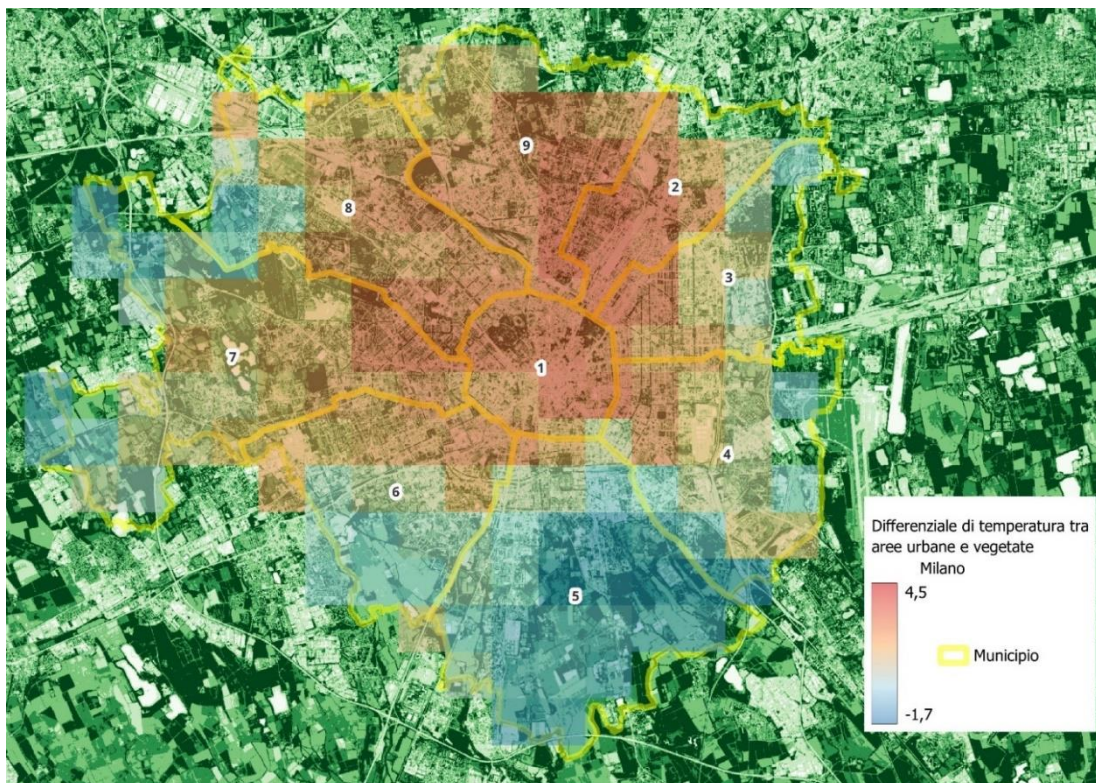 9
2
8
3
7
1
4
6
5
Differenziale di temperatura tra
aree urbane e vegetate
Milano
4,5
Municipio
-1,7